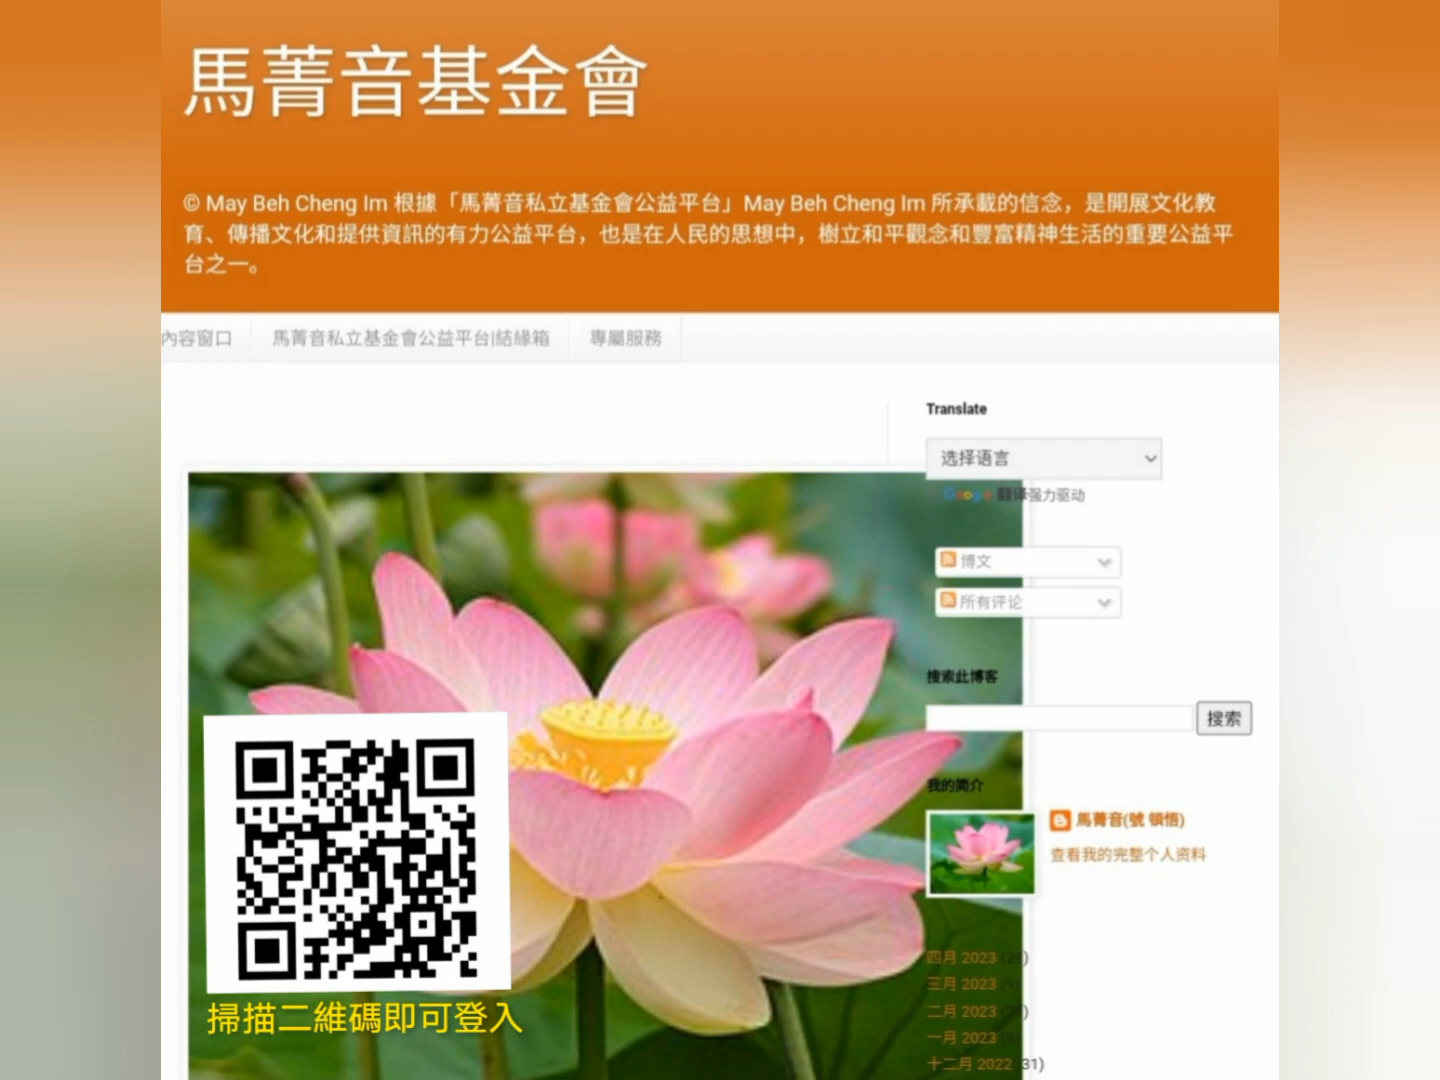 馬菁音基金會
© May Beh Cheng Im 根據「馬菁音私立基金會公益平台」May Beh Cheng Im 所承載的信念，是開展文化教
育、傳播文化和提供資訊的有力公益平台，也是在人民的思想中，樹立和平觀念和豐富精神生活的重要公益平
台之一。
內容窗口
馬菁音私立基金會公益平台|結緣箱
專屬服務
Translate
选择语言
Google 翻译强力驱动
博文
所有评论
搜索此博客
搜索
我的简介
馬菁音(號 頓悟)
查看我的完整个人资料
四月 2023
三月 2023
二月 2023
一月 2023
十二月 2022 (31)
掃描二維碼即可登入